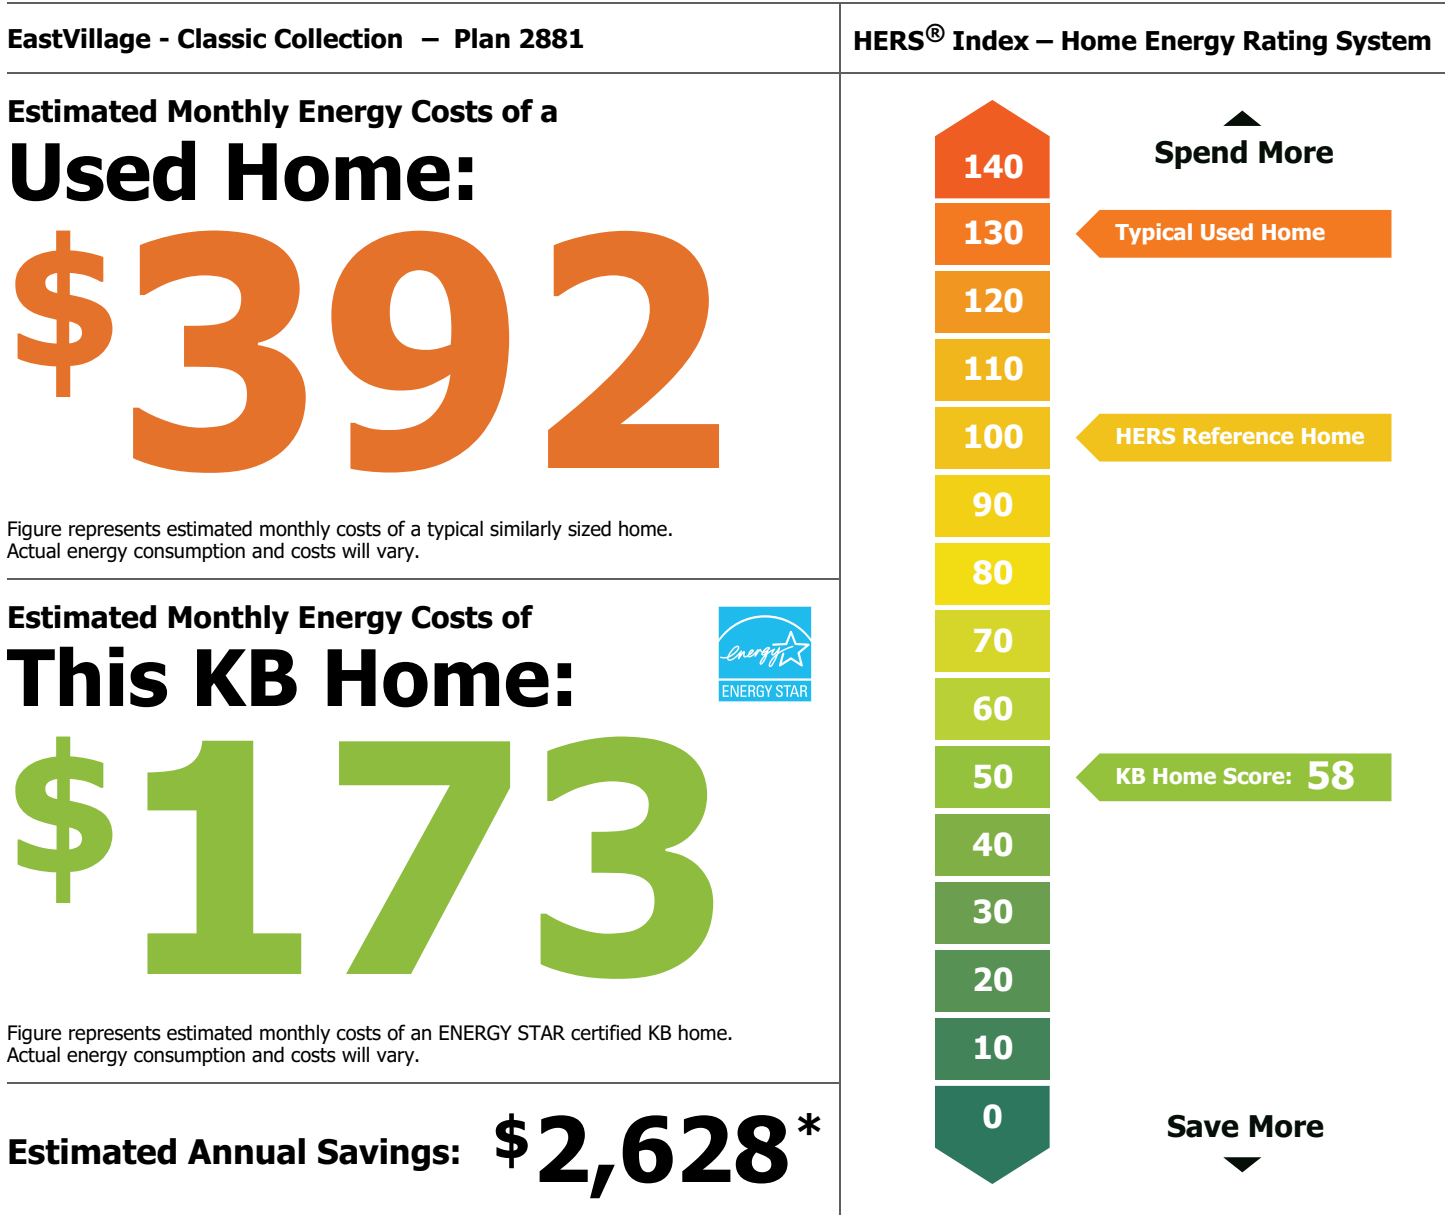 EastVillage - Classic Collection – Plan 2881
Estimated Monthly Energy Costs of a
Used Home:
$392
Figure represents estimated monthly costs of a typical similarly sized home.
Actual energy consumption and costs will vary.
Estimated Monthly Energy Costs of
This KB Home:
energy
ENERGY STAR
$173
Figure represents estimated monthly costs of an ENERGY STAR certified KB home.
Actual energy consumption and costs will vary.
Estimated Annual Savings: $2,628*
HERS® Index – Home Energy Rating System
Spend More
140
130 Typical Used Home
120
110
100 HERS Reference Home
90
80
70
60
50 KB Home Score: 58
40
30
20
10
0
Save More